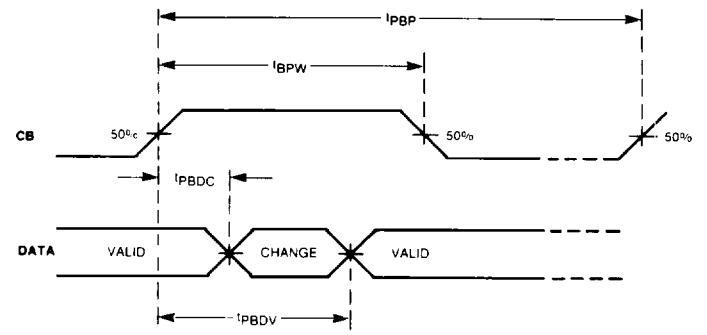 tPBP
tBPW
CB
50%
50%
50%
tPBDC
DATA
VALID
CHANGE
VALID
tPBDV